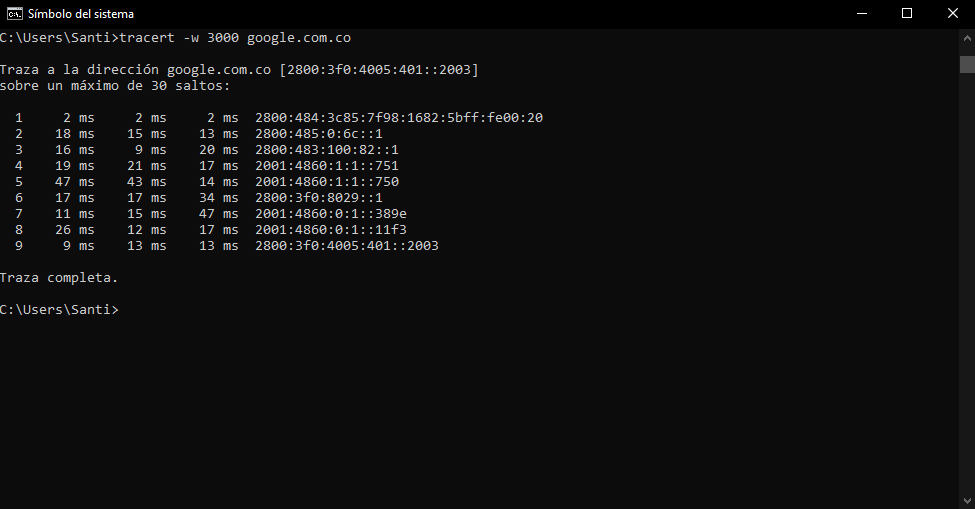 Símbolo del sistema
C:\Users\Santi>tracert -w 3000 google.com.co
Traza a la dirección google.com.co [2800:3f0:4005:401::2003]
sobre un máximo de 30 saltos:
1 2 ms 2 ms 2 ms 2800:484:3c85:7f98:1682:5bff:fe00:20
2 18 ms 15 ms 13 ms 2800:485:0:6c::1
3 16 ms 9 ms 20 ms 2800:483:100:82::1
4 19 ms 21 ms 17 ms 2001:4860:1:1::751
5 47 ms 43 ms 14 ms 2001:4860:1:1::750
6 17 ms 17 ms 34 ms 2800:3f0:8029::1
7 11 ms 15 ms 47 ms 2001:4860:0:1::389e
8 26 ms 12 ms 17 ms 2001:4860:0:1::11f3
9 9 ms 13 ms 13 ms 2800:3f0:4005:401::2003
Traza completa.
C:\Users\Santi>